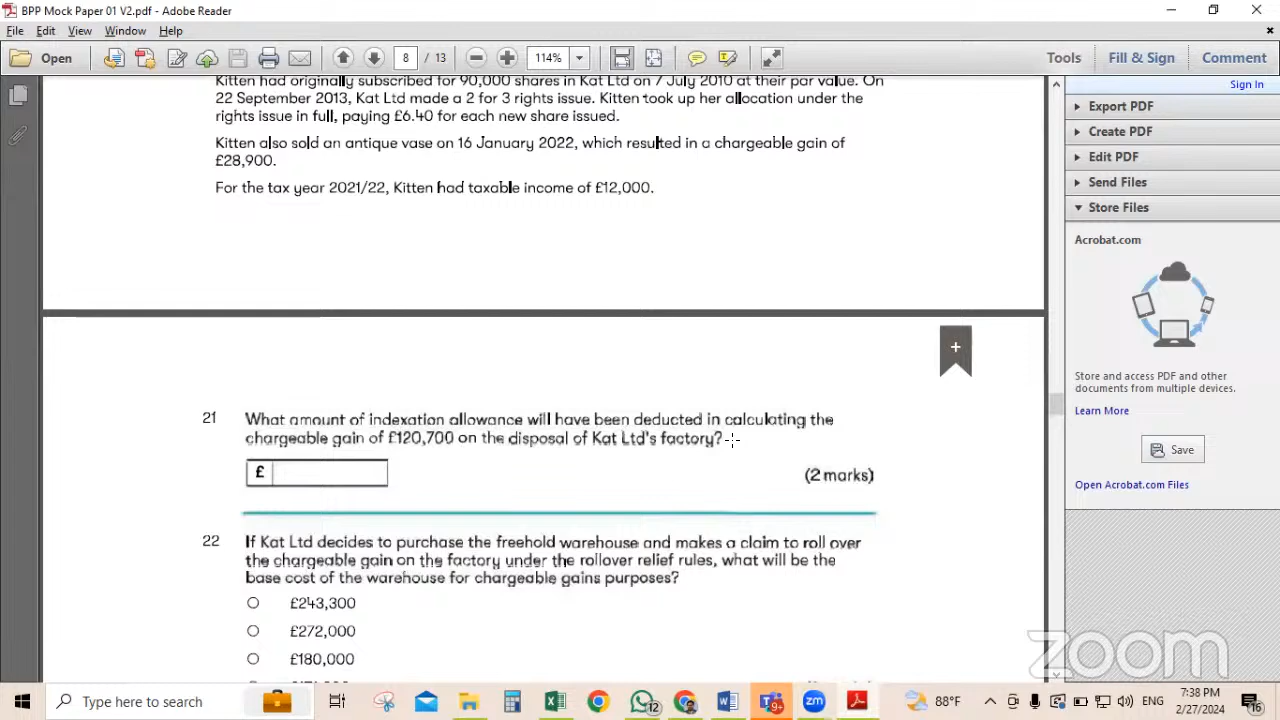 BPP Mock Paper 01 V2.pdf - Adobe Reader
File Edit View Window Help
Open 8 / 13 114% Tools Fill & Sign Comment
Sign In
Kitten had originally subscribed for 90,000 shares in Kat Ltd on 7 July 2010 at their par value. On
22 September 2013, Kat Ltd made a 2 for 3 rights issue. Kitten took up her allocation under the
rights issue in full, paying £6.40 for each new share issued.
Kitten also sold an antique vase on 16 January 2022, which resulted in a chargeable gain of
£28,900.
For the tax year 2021/22, Kitten had taxable income of £12,000.
21 What amount of indexation allowance will have been deducted in calculating the
chargeable gain of £120,700 on the disposal of Kat Ltd's factory?
£
(2 marks)
22 If Kat Ltd decides to purchase the freehold warehouse and makes a claim to roll over
the chargeable gain on the factory under the rollover relief rules, what will be the
base cost of the warehouse for chargeable gains purposes?
£243,300
£272,000
£180,000
Export PDF
Create PDF
Edit PDF
Send Files
Store Files
Acrobat.com
Store and access PDF and other
documents from multiple devices.
Learn More
Save
Open Acrobat.com Files
zoom
Type here to search
12
9+
zm
88°F
ENG
7:38 PM
2/27/2024
16